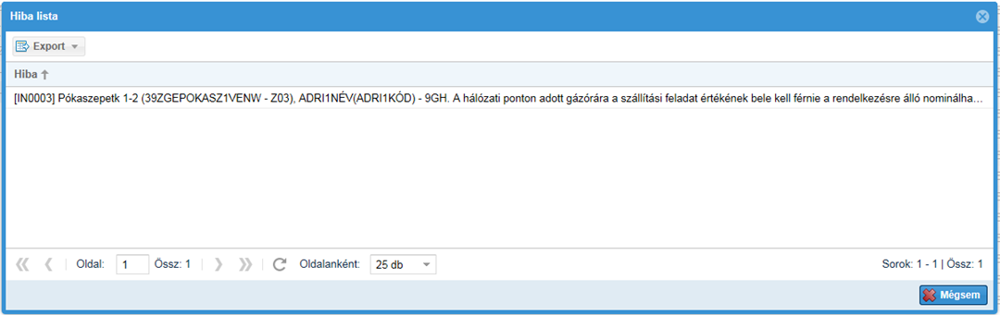 Hiba lista
Export
Hiba
[IN0003] Pókaszepetk 1-2 (39ZGEPOKASZ1VENW - Z03), ADRI1NÉV(ADRI1KÓD) - 9GH. A hálózati ponton adott gázórára a szállítási feladat értékének bele kell férnie a rendelkezésre álló nominálha…
Oldal: 1 Össz: 1 Oldalanként: 25 db Sorok: 1 - 1 | Össz: 1
Mégsem